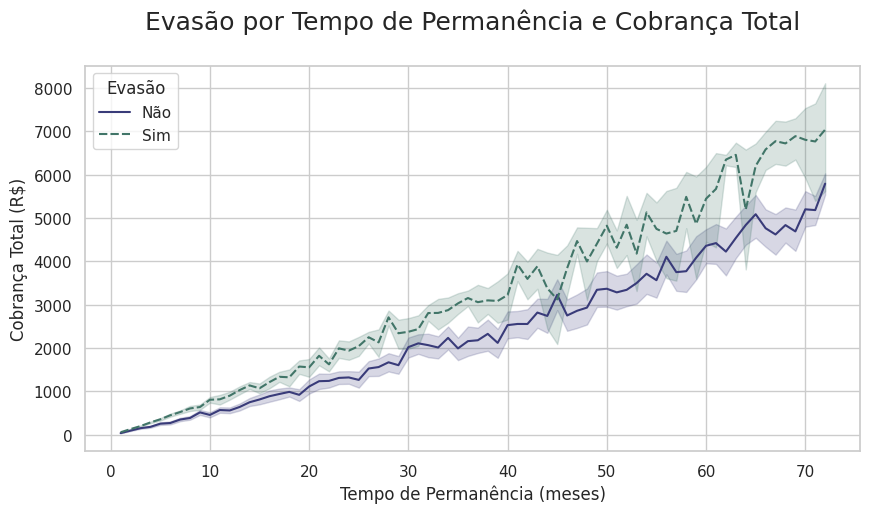 Evasão por Tempo de Permanência e Cobrança Total
Evasão
Não
Sim
Cobrança Total (R$)
8000
7000
6000
5000
4000
3000
2000
1000
0
0 10 20 30 40 50 60 70
Tempo de Permanência (meses)